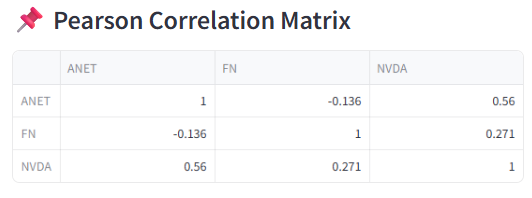 📌 Pearson Correlation Matrix
ANET FN NVDA
ANET 1 -0.136 0.56
FN -0.136 1 0.271
NVDA 0.56 0.271 1